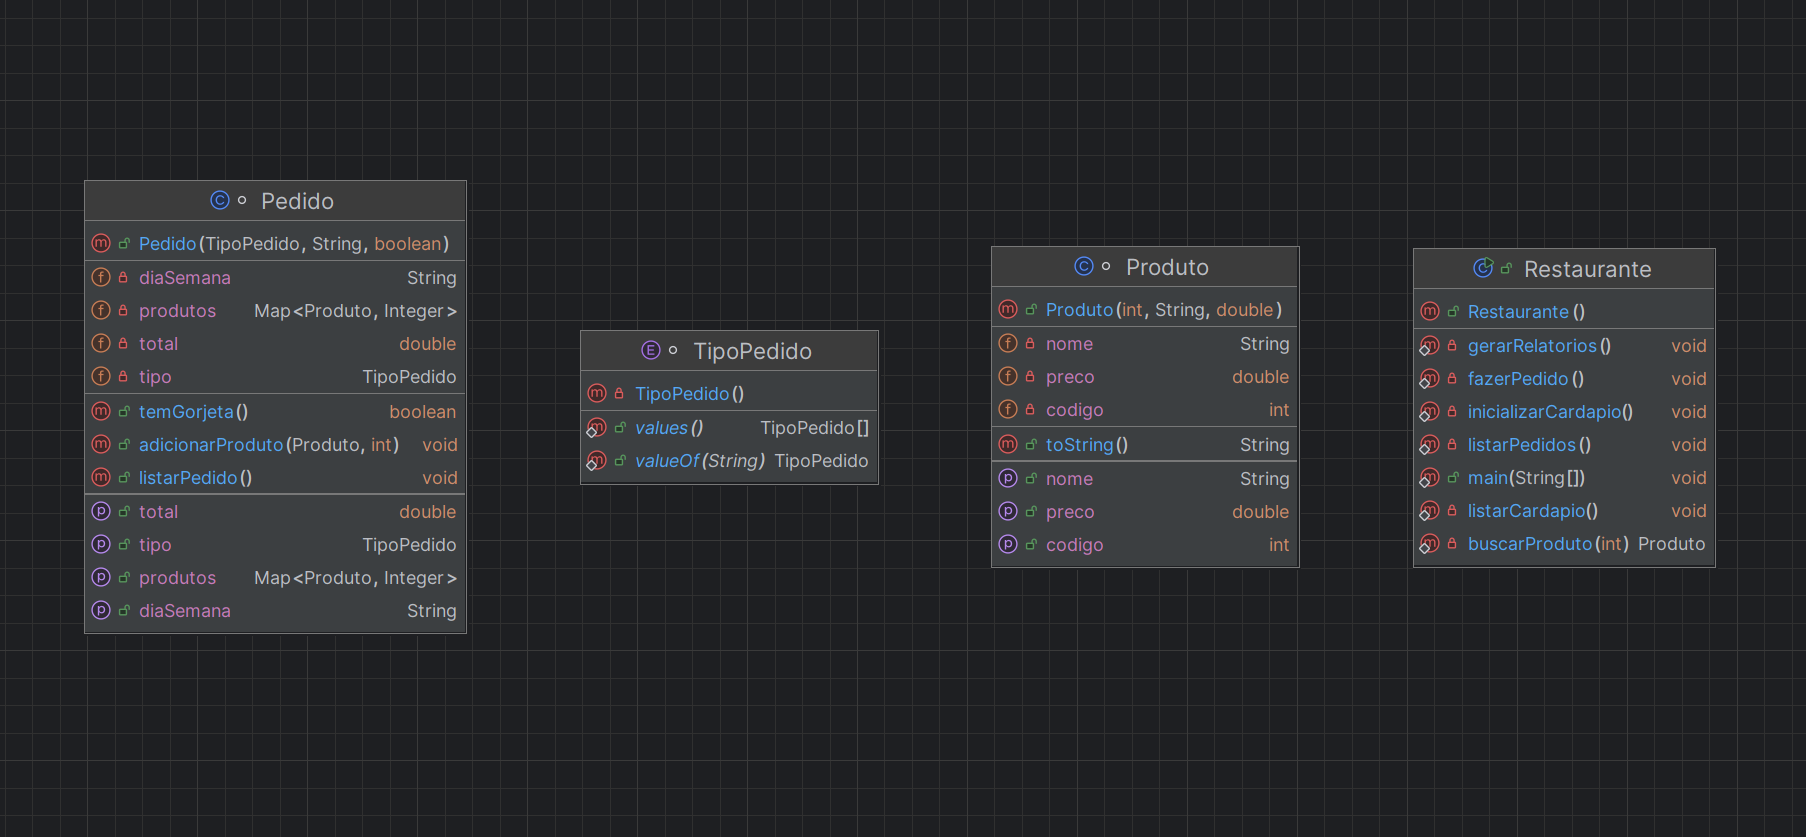 Pedido
Pedido(TipoPedido, String, boolean)
diaSemana String
produtos Map<Produto, Integer>
total double
tipo TipoPedido
temGorjeta() boolean
adicionarProduto(Produto, int) void
listarPedido() void
total double
tipo TipoPedido
produtos Map<Produto, Integer>
diaSemana String
TipoPedido
TipoPedido()
values() TipoPedido[]
valueOf(String) TipoPedido
Produto
Produto(int, String, double)
nome String
preco double
codigo int
toString() String
nome String
preco double
codigo int
Restaurante
Restaurante()
gerarRelatorios() void
fazerPedido() void
inicializarCardapio() void
listarPedidos() void
main(String[]) void
listarCardapio() void
buscarProduto(int) Produto